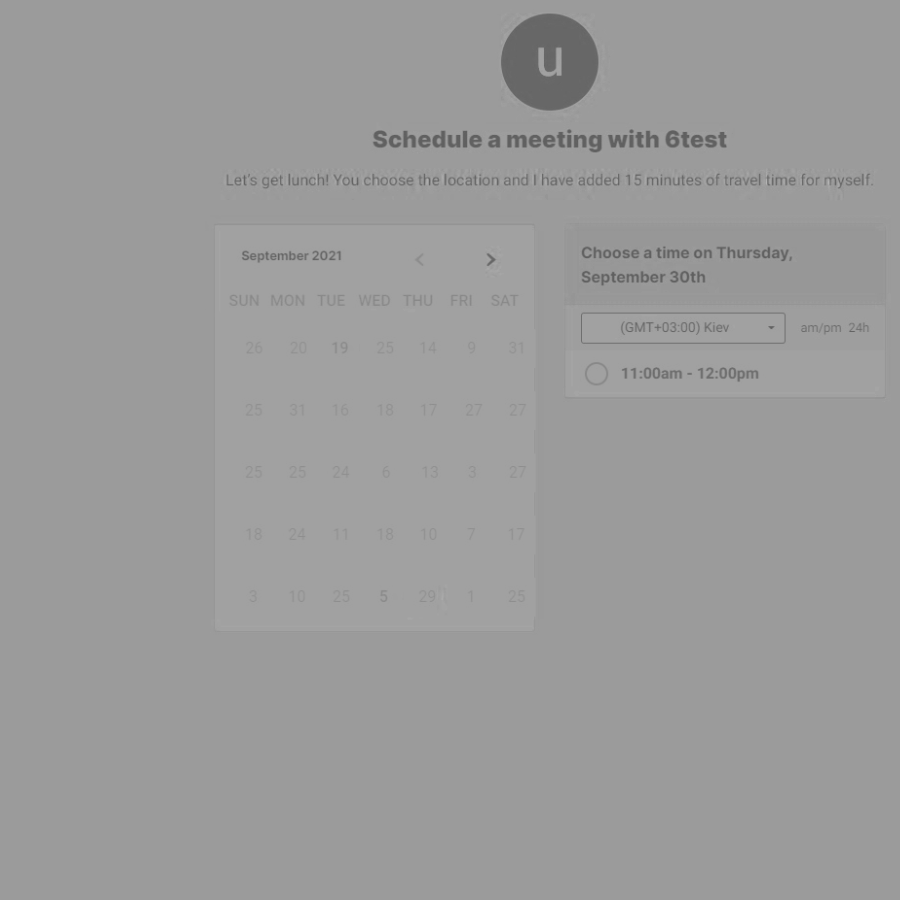 u
Schedule a meeting with 6test
Let's get lunch! You choose the location and I have added 15 minutes of travel time for myself.
September 2021
SUN MON TUE WED THU FRI SAT
26 20 19 25 14 9 31
25 31 16 18 17 27 27
25 25 24 6 13 3 27
18 24 11 18 10 7 17
3 10 25 5 29 1 25
Choose a time on Thursday,
September 30th
(GMT+03:00) Kiev am/pm 24h
11:00am - 12:00pm